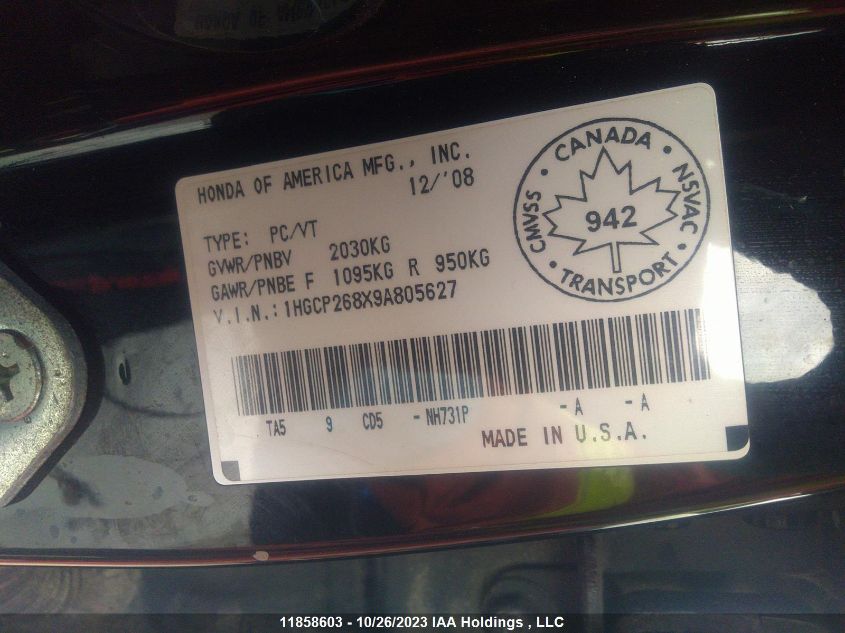 HONDA OF AMERICA MFG., INC.
12/'08
TYPE: PC/VT
GVWR/PNBV 2030KG
GAWR/PNBE F 1095KG R 950KG
V.I.N.: 1HGCP268X9A805627
CANADA
CMVSS
NSVAC
942
TRANSPORT
TA5 9 CD5 - NH731P - A - A
MADE IN U.S.A.
11858603 - 10/26/2023 IAA Holdings , LLC